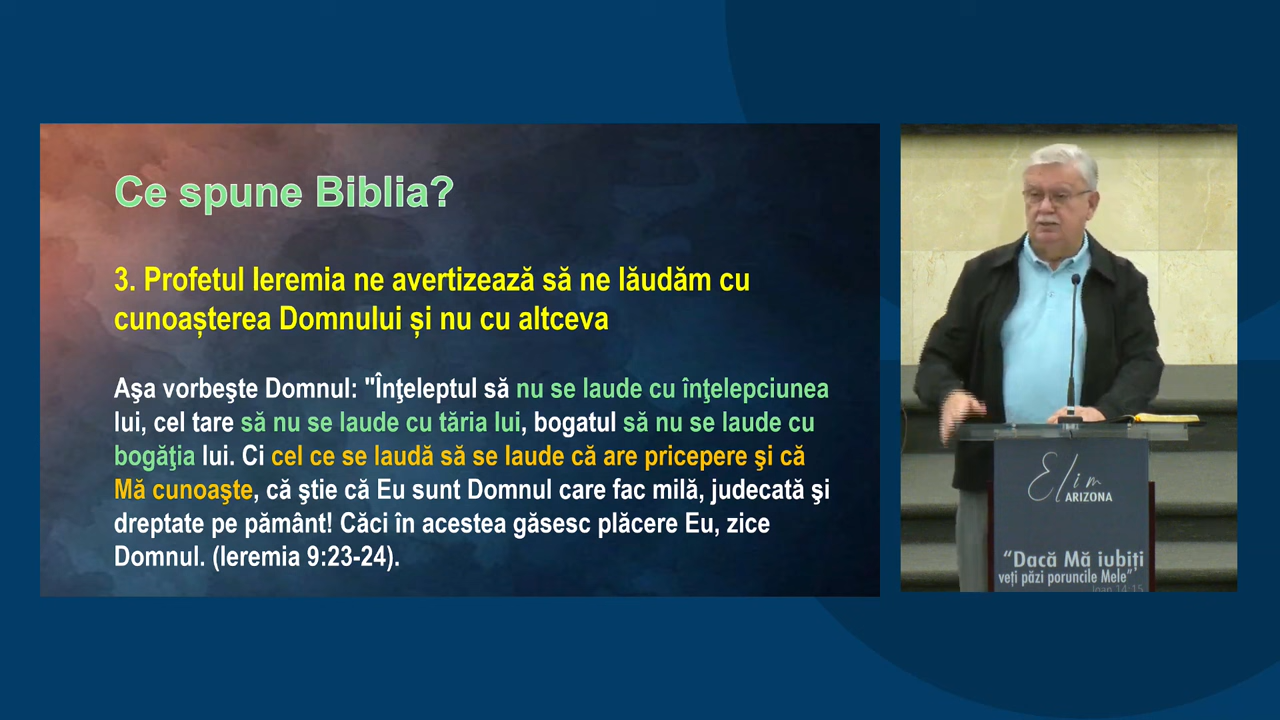 Ce spune Biblia?
3. Profetul Ieremia ne avertizează să ne lăudăm cu
cunoașterea Domnului și nu cu altceva
Aşa vorbeşte Domnul: "Înţeleptul să nu se laude cu înţelepciunea
lui, cel tare să nu se laude cu tăria lui, bogatul să nu se laude cu
bogăţia lui. Ci cel ce se laudă să se laude că are pricepere şi că
Mă cunoaşte, că ştie că Eu sunt Domnul care fac milă, judecată şi
dreptate pe pământ! Căci în acestea găsesc plăcere Eu, zice
Domnul. (Ieremia 9:23-24).
Elim
ARIZONA
“Dacă Mă iubiți
veți păzi poruncile Mele”
Ioan 14:15